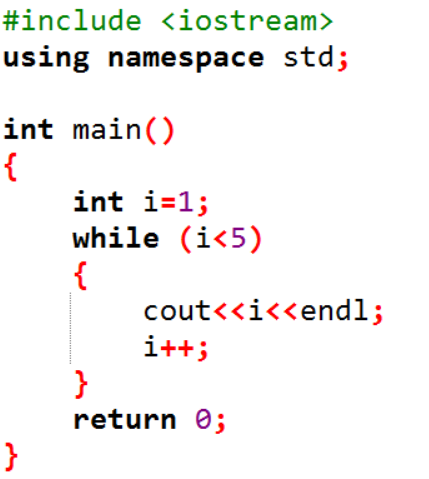 #include <iostream>
using namespace std;
int main()
{
    int i=1;
    while (i<5)
    {
        cout<<i<<endl;
        i++;
    }
    return 0;
}